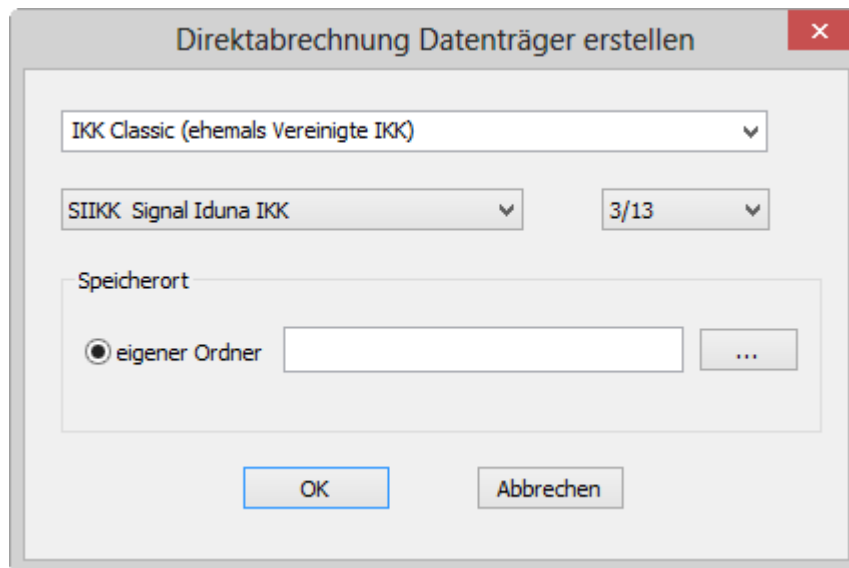 Direktabrechnung Datenträger erstellen
IKK Classic (ehemals Vereinigte IKK)
SIIKK Signal Iduna IKK 3/13
Speicherort
eigener Ordner ...
OK Abbrechen